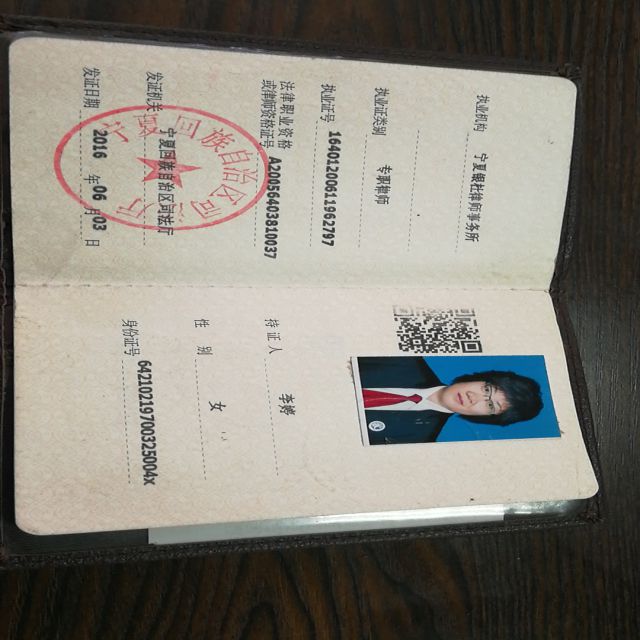 执业机构 宁夏银杜律师事务所
执业证类别 专职律师
执业证号 16401200611962797
法律职业资格
或律师资格证号 A20056403810037
发证机关 宁夏回族自治区司法厅
发证日期 2016 年 06 月 03 日
宁夏回族自治区司法厅
持证人 李婷
性别 女
身份证号 64210219700325004x